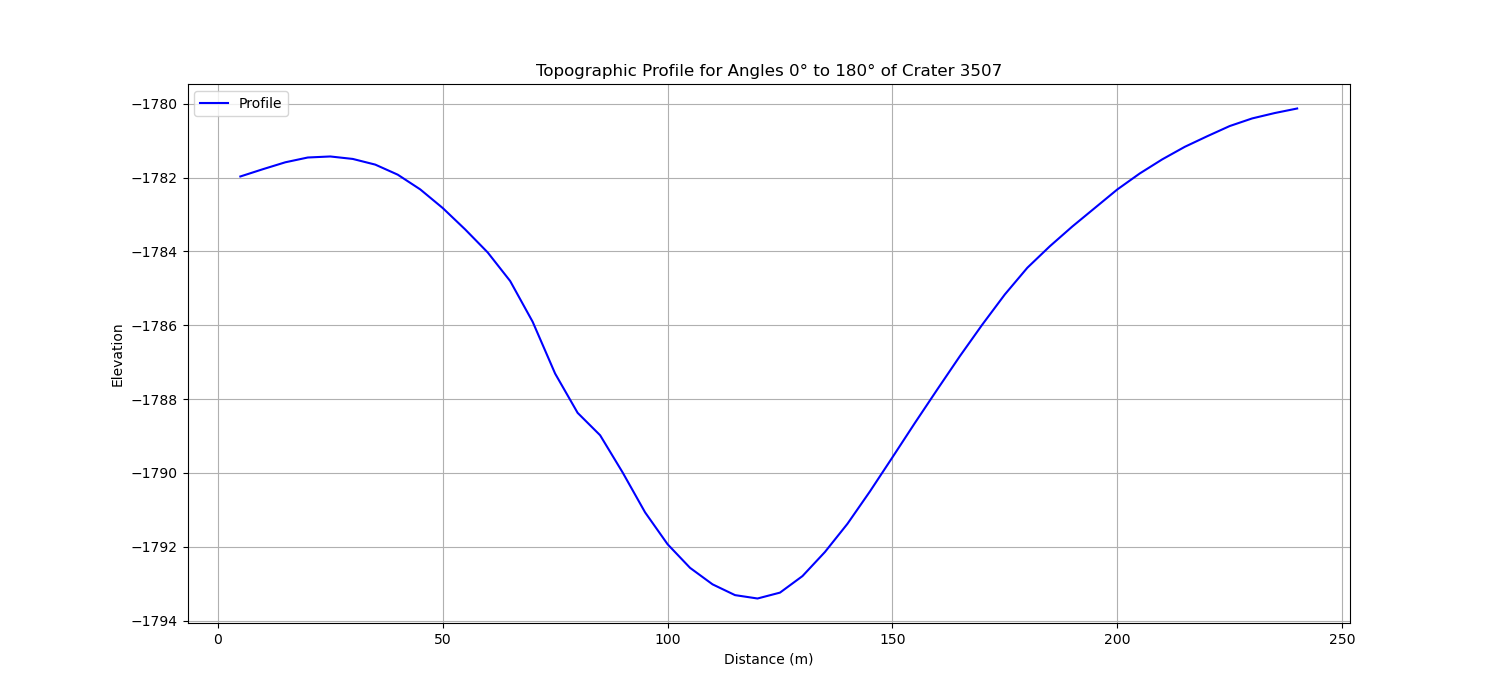 Topographic Profile for Angles 0° to 180° of Crater 3507
Profile
−1780
−1782
−1784
−1786
−1788
−1790
−1792
−1794
Elevation
0 50 100 150 200 250
Distance (m)